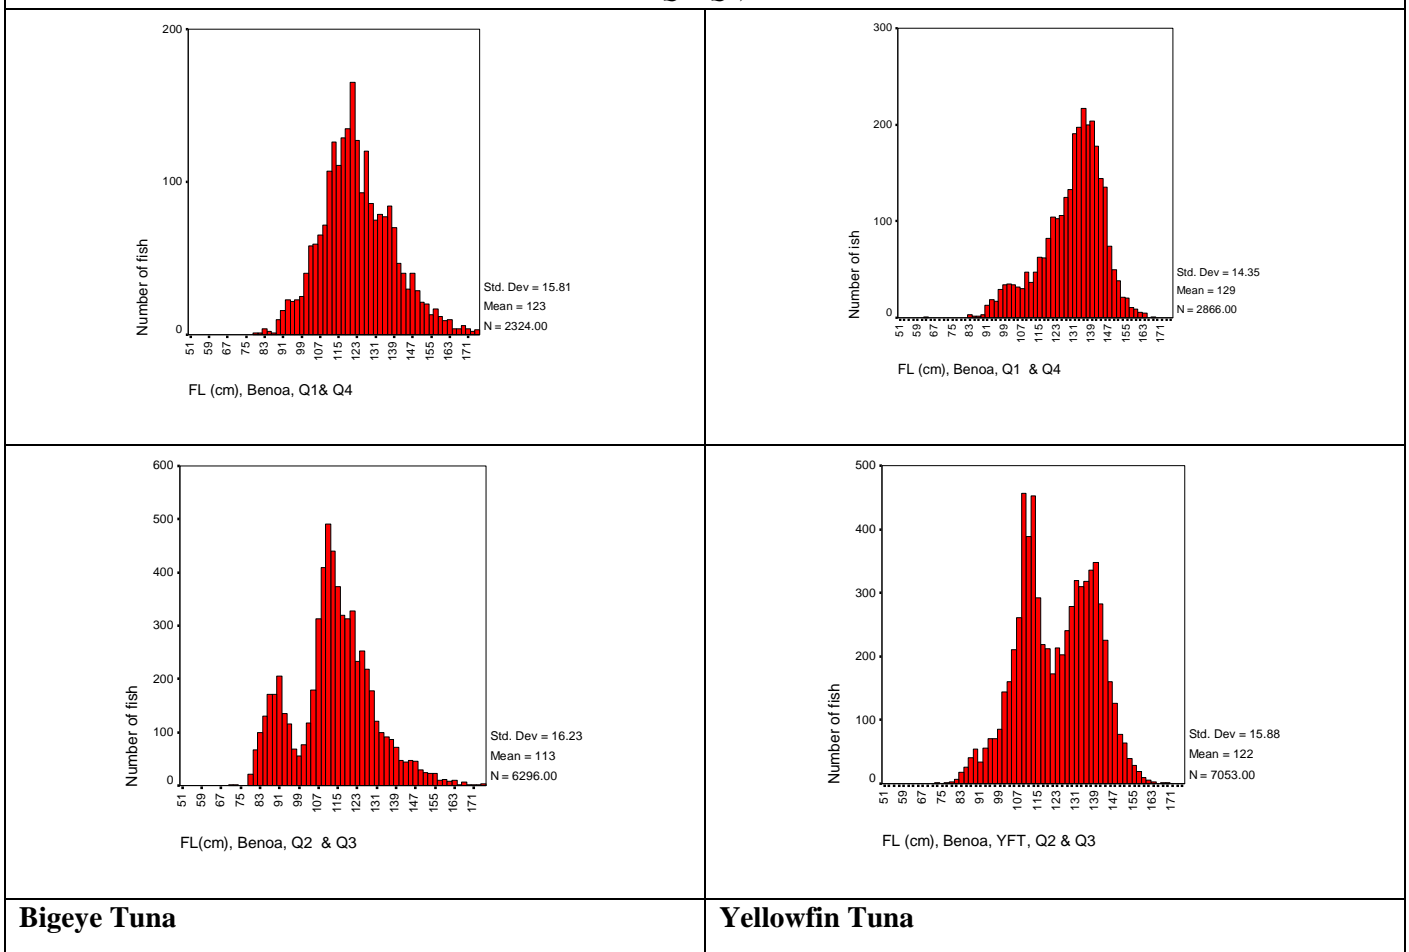 200
100
0
Number of fish
51 59 67 75 83 91 99 107 115 123 131 139 147 155 163 171
Std. Dev = 15.81
Mean = 123
N = 2324.00
FL (cm), Benoa, Q1& Q4
300
200
100
0
Number of fish
51 59 67 75 83 91 99 107 115 123 131 139 147 155 163 171
Std. Dev = 14.35
Mean = 129
N = 2866.00
FL (cm), Benoa, Q1 & Q4
600
500
400
300
200
100
0
Number of fish
51 59 67 75 83 91 99 107 115 123 131 139 147 155 163 171
Std. Dev = 16.23
Mean = 113
N = 6296.00
FL(cm), Benoa, Q2 & Q3
500
400
300
200
100
0
Number of fish
51 59 67 75 83 91 99 107 115 123 131 139 147 155 163 171
Std. Dev = 15.88
Mean = 122
N = 7053.00
FL (cm), Benoa, YFT, Q2 & Q3
Bigeye Tuna
Yellowfin Tuna